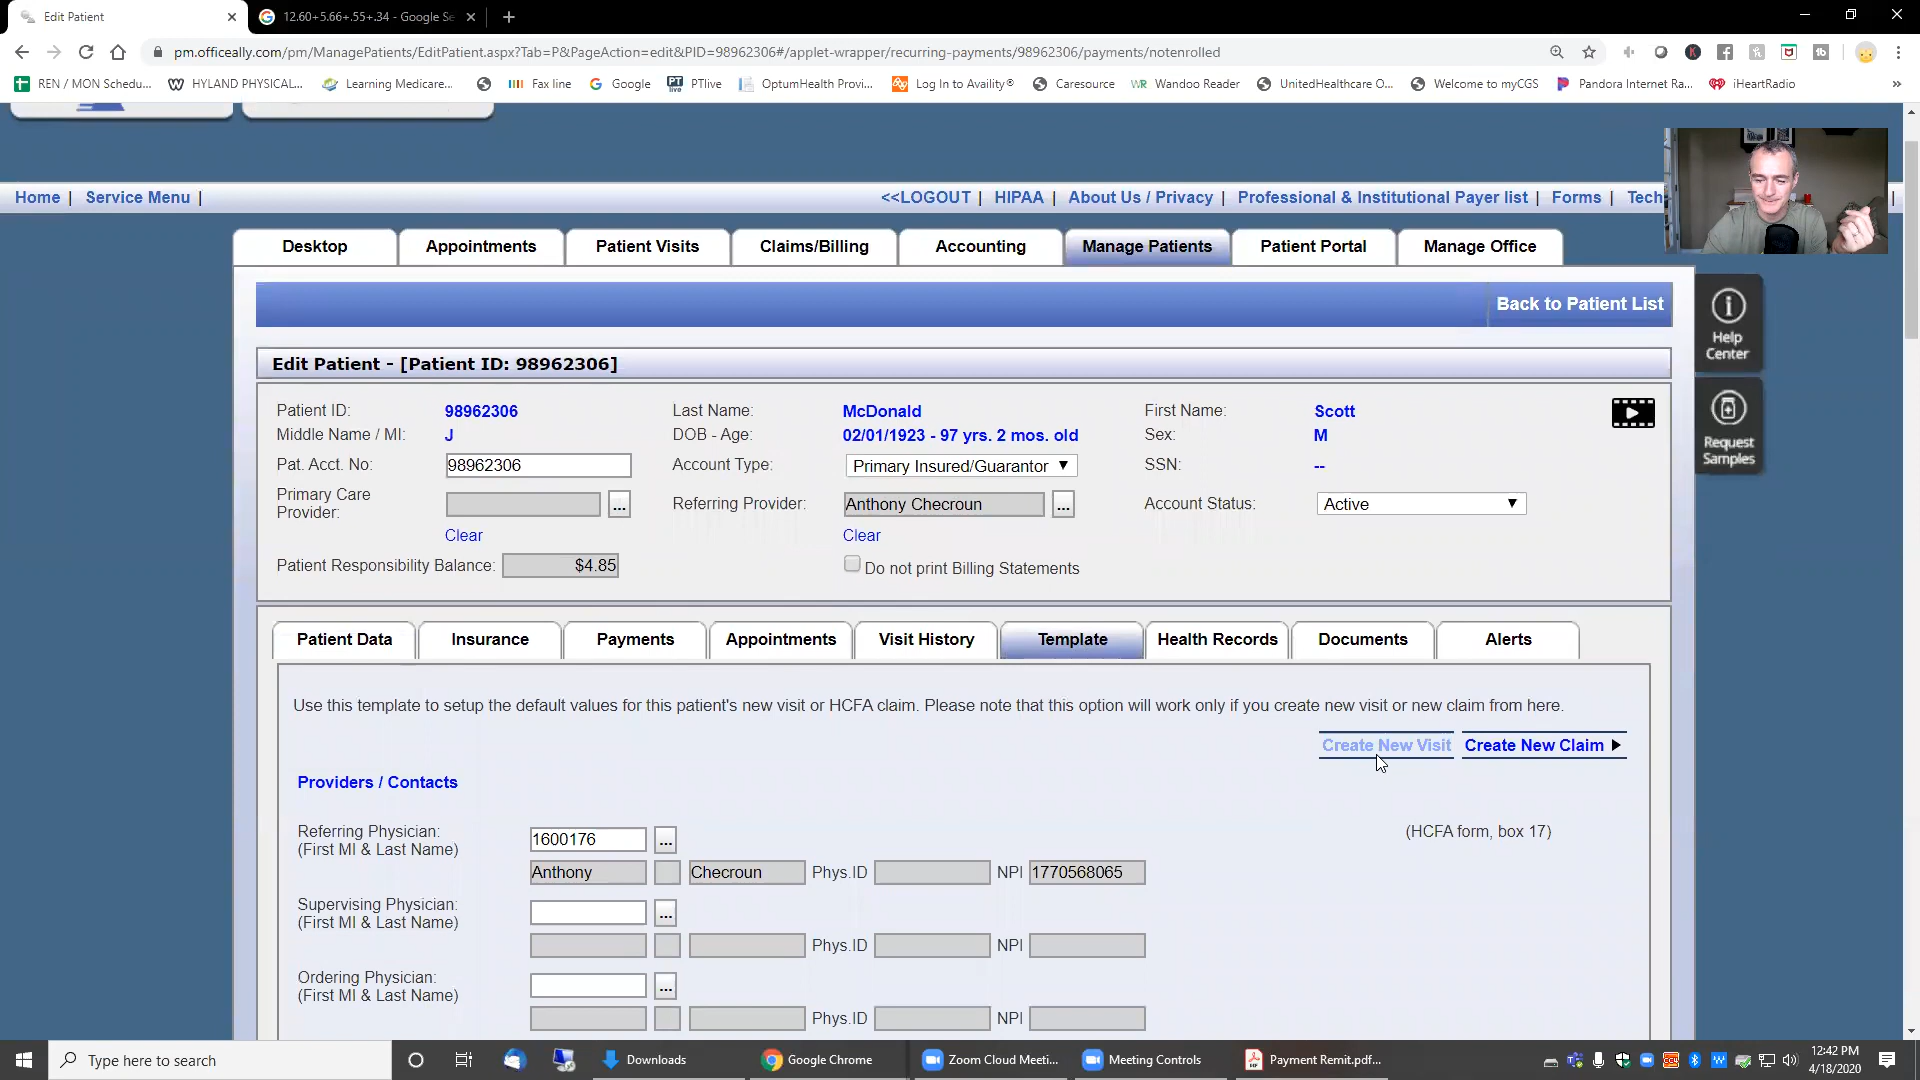 Edit Patient
12.60+5.66+.55+.34 - Google Se
pm.officeally.com/pm/ManagePatients/EditPatient.aspx?Tab=P&PageAction=edit&PID=98962306#/applet-wrapper/recurring-payments/98962306/payments/notenrolled
REN / MON Schedu... HYLAND PHYSICAL... Learning Medicare... Fax line Google PTlive OptumHealth Provi... Log In to Availity® Caresource Wandoo Reader UnitedHealthcare O... Welcome to myCGS Pandora Internet Ra... iHeartRadio
Home | Service Menu | <<LOGOUT | HIPAA | About Us / Privacy | Professional & Institutional Payer list | Forms | Tech
Desktop Appointments Patient Visits Claims/Billing Accounting Manage Patients Patient Portal Manage Office
Back to Patient List
Help Center
Request Samples
Edit Patient - [Patient ID: 98962306]
Patient ID: 98962306 Last Name: McDonald First Name: Scott
Middle Name / MI: J DOB - Age: 02/01/1923 - 97 yrs. 2 mos. old Sex: M
Pat. Acct. No: 98962306 Account Type: Primary Insured/Guarantor SSN: --
Primary Care Provider: ... Referring Provider: Anthony Checroun ... Account Status: Active
Clear Clear
Patient Responsibility Balance: $4.85 Do not print Billing Statements
Patient Data Insurance Payments Appointments Visit History Template Health Records Documents Alerts
Use this template to setup the default values for this patient's new visit or HCFA claim. Please note that this option will work only if you create new visit or new claim from here.
Create New Visit Create New Claim
Providers / Contacts
Referring Physician: 1600176 ... (HCFA form, box 17)
(First MI & Last Name)
Anthony Checroun Phys.ID NPI 1770568065
Supervising Physician: ...
(First MI & Last Name)
Phys.ID NPI
Ordering Physician: ...
(First MI & Last Name)
Phys.ID NPI
Type here to search Downloads Google Chrome Zoom Cloud Meeti... Meeting Controls Payment Remit.pdf...
12:42 PM
4/18/2020